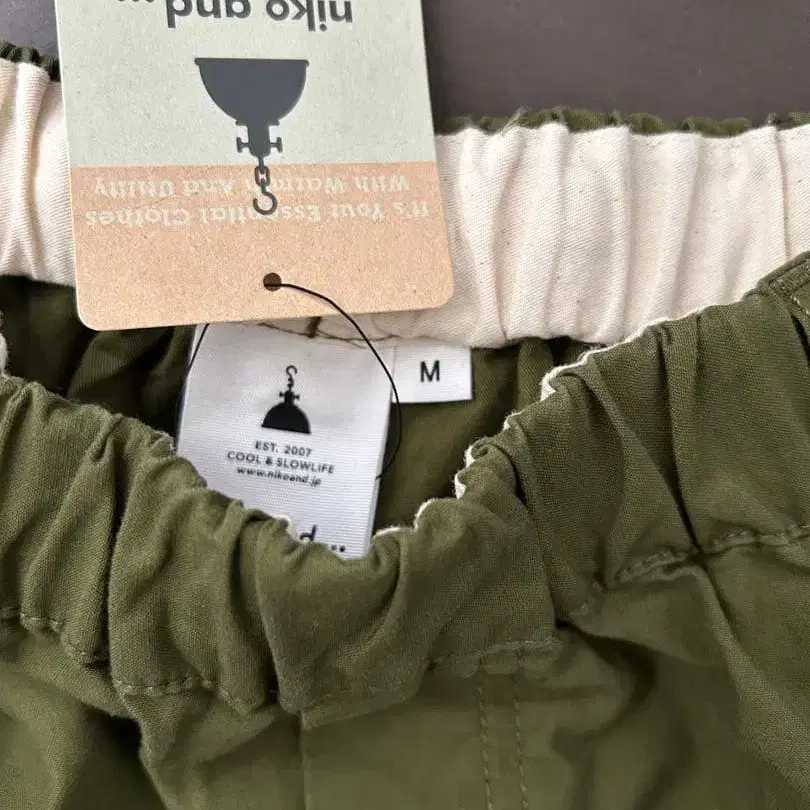 niko and ...
It's Your Essential Clothes
With Warmth And Utility
M
EST. 2007
COOL & SLOWLIFE
www.nikoand.jp